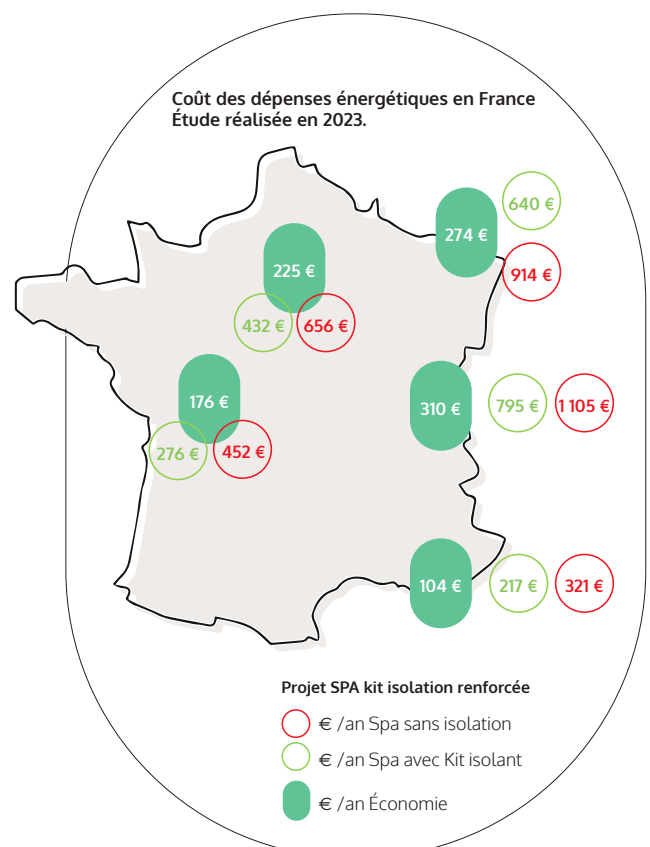 Coût des dépenses énergétiques en France
Étude réalisée en 2023.
640 €
274 €
914 €
225 €
432 €
656 €
176 €
276 €
452 €
310 €
795 €
1 105 €
104 €
217 €
321 €
Projet SPA kit isolation renforcée
€ /an Spa sans isolation
€ /an Spa avec Kit isolant
€ /an Économie